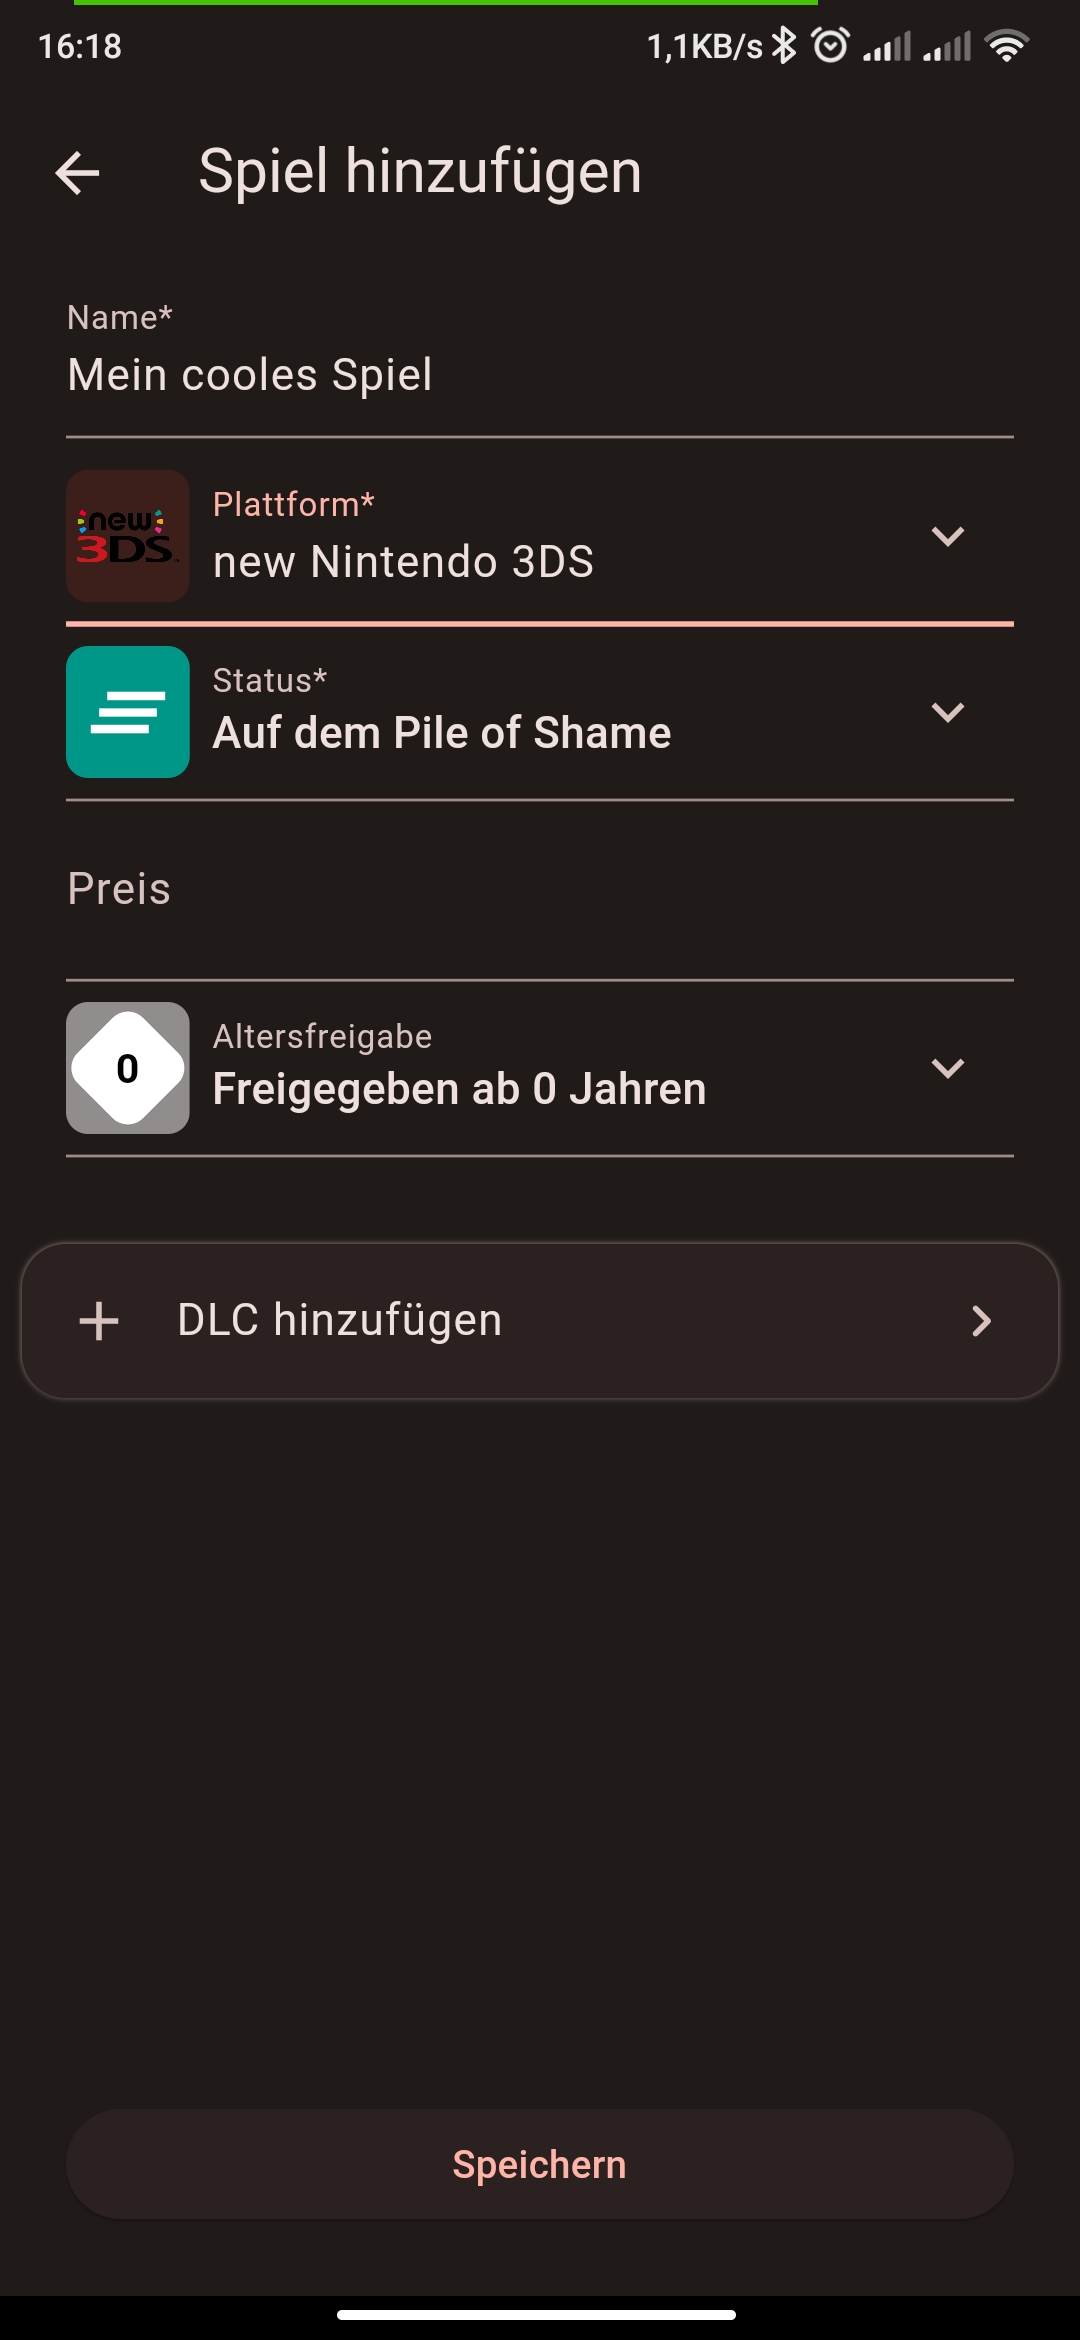 16:18 1,1KB/s
Spiel hinzufügen
Name*
Mein cooles Spiel
new
3DS
Plattform*
new Nintendo 3DS
Status*
Auf dem Pile of Shame
Preis
0
Altersfreigabe
Freigegeben ab 0 Jahren
DLC hinzufügen
Speichern